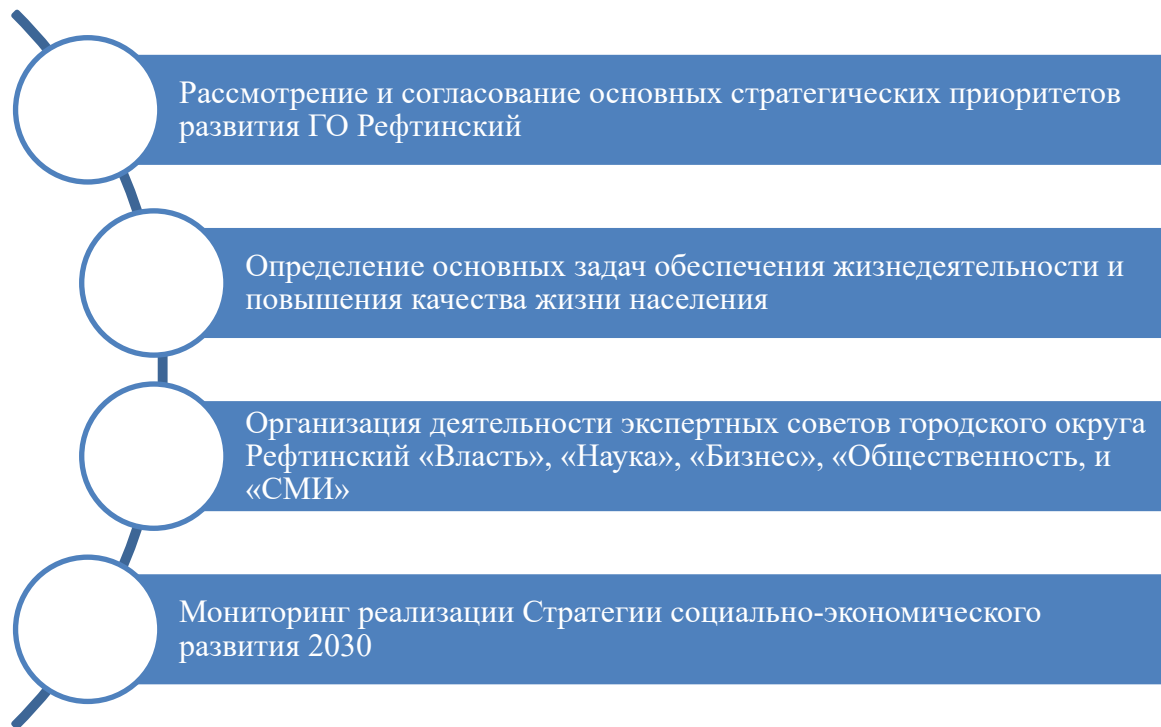 Рассмотрение и согласование основных стратегических приоритетов
развития ГО Рефтинский
Определение основных задач обеспечения жизнедеятельности и
повышения качества жизни населения
Организация деятельности экспертных советов городского округа
Рефтинский «Власть», «Наука», «Бизнес», «Общественность, и
«СМИ»
Мониторинг реализации Стратегии социально-экономического
развития 2030